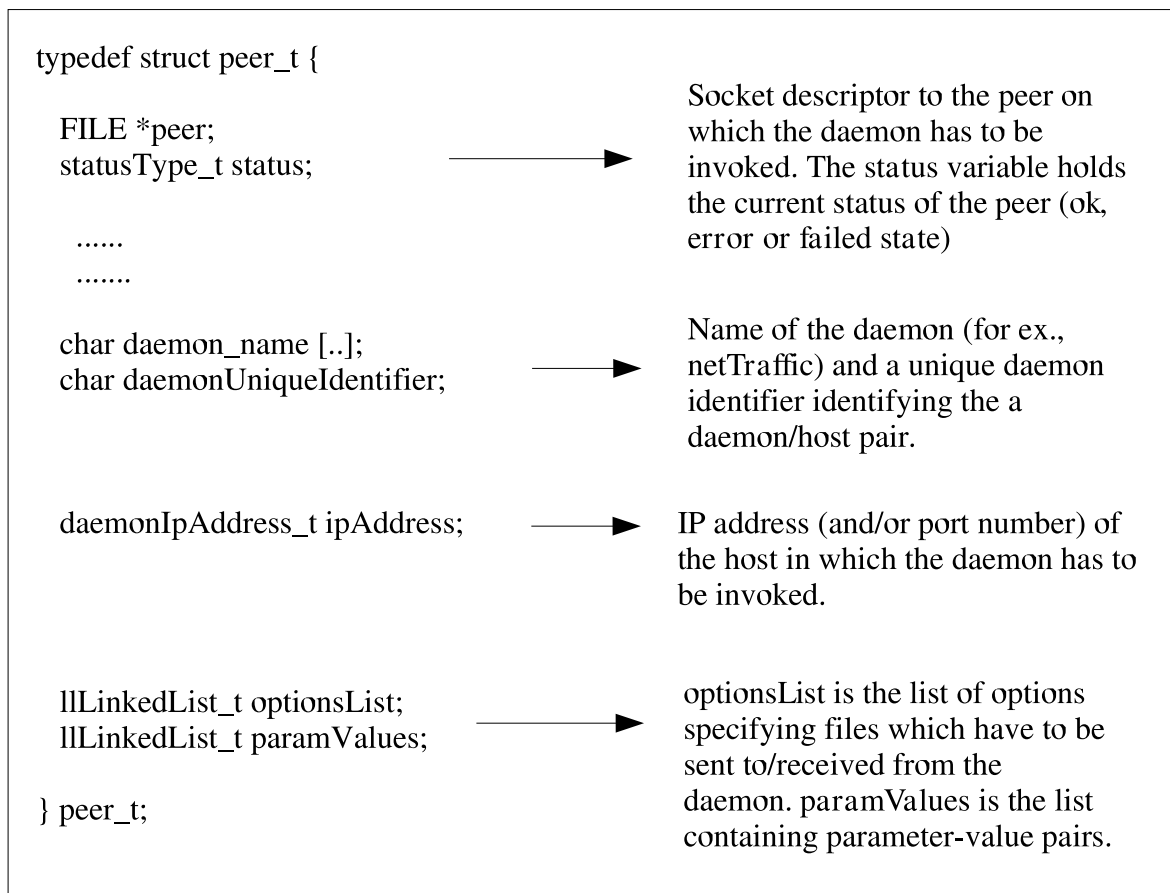 typedef struct peer_t {
FILE *peer;
statusType_t status;
......
.......
Socket descriptor to the peer on
which the daemon has to be
invoked. The status variable holds
the current status of the peer (ok,
error or failed state)
char daemon_name [..];
char daemonUniqueIdentifier;
Name of the daemon (for ex.,
netTraffic) and a unique daemon
identifier identifying the a
daemon/host pair.
daemonIpAddress_t ipAddress;
IP address (and/or port number) of
the host in which the daemon has to
be invoked.
llLinkedList_t optionsList;
llLinkedList_t paramValues;
optionsList is the list of options
specifying files which have to be
sent to/received from the
daemon. paramValues is the list
containing parameter-value pairs.
} peer_t;